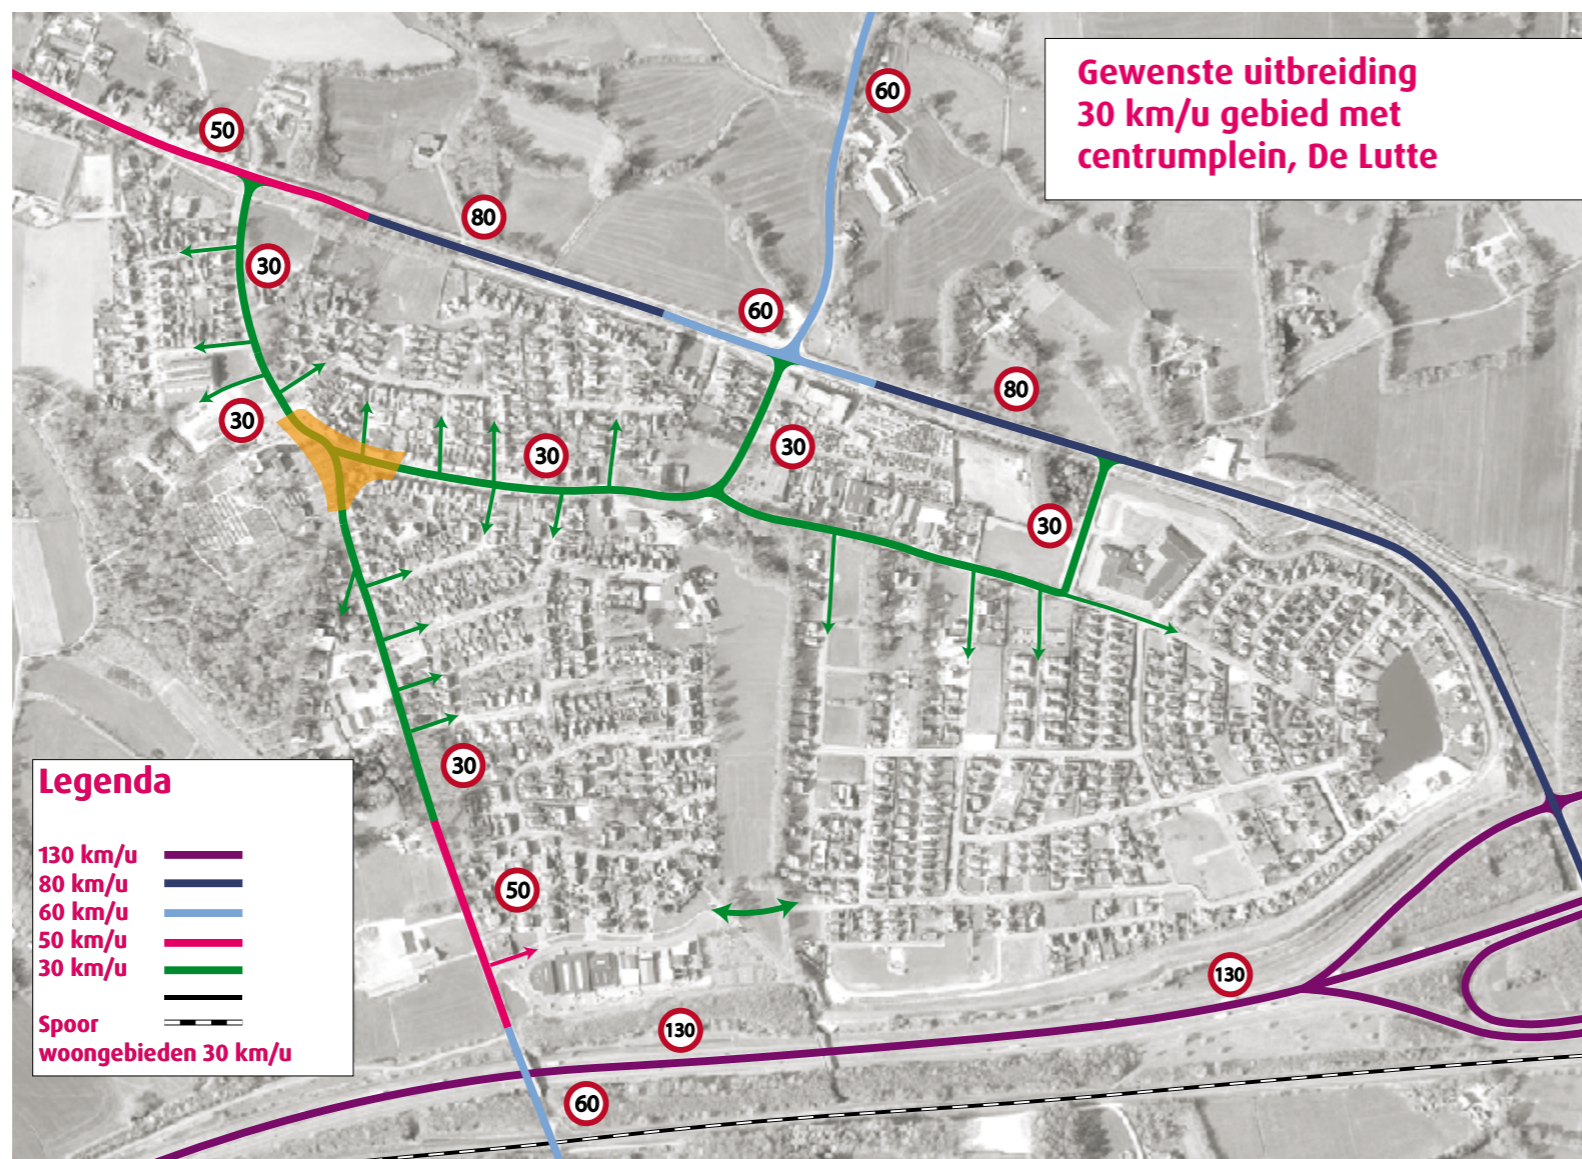 Gewenste uitbreiding
30 km/u gebied met
centrumplein, De Lutte
60
50
80
30
60
80
30
30
30
30
30
50
130
130
60
Legenda
130 km/u
80 km/u
60 km/u
50 km/u
30 km/u
Spoor
woongebieden 30 km/u